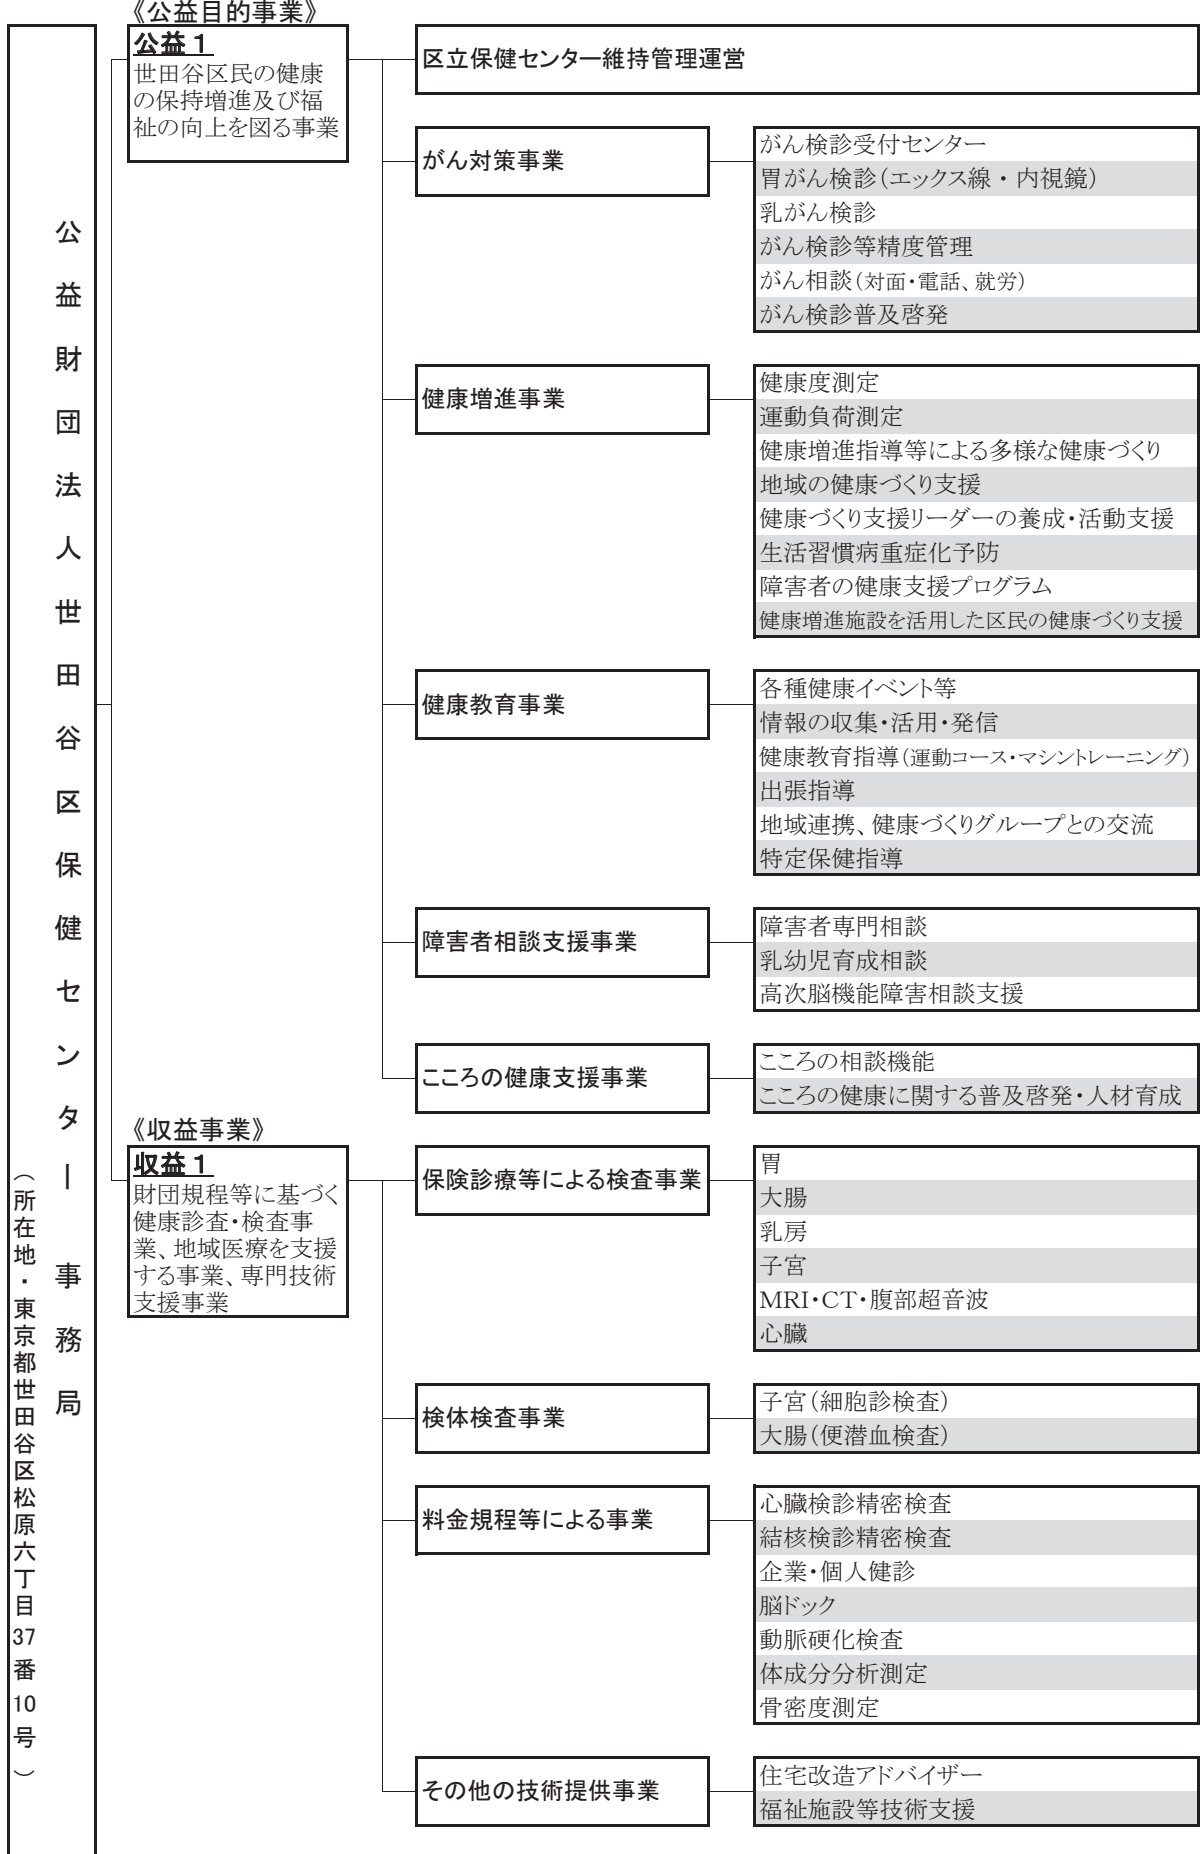 公益財団法人世田谷区保健センター 事務局
（所在地・東京都世田谷区松原六丁目37番10号）
《公益目的事業》
公益１
世田谷区民の健康
の保持増進及び福
祉の向上を図る事業
区立保健センター維持管理運営
がん対策事業
がん検診受付センター
胃がん検診（エックス線・内視鏡）
乳がん検診
がん検診等精度管理
がん相談（対面・電話、就労）
がん検診普及啓発
健康増進事業
健康度測定
運動負荷測定
健康増進指導等による多様な健康づくり
地域の健康づくり支援
健康づくり支援リーダーの養成・活動支援
生活習慣病重症化予防
障害者の健康支援プログラム
健康増進施設を活用した区民の健康づくり支援
健康教育事業
各種健康イベント等
情報の収集・活用・発信
健康教育指導（運動コース・マシントレーニング）
出張指導
地域連携、健康づくりグループとの交流
特定保健指導
障害者相談支援事業
障害者専門相談
乳幼児育成相談
高次脳機能障害相談支援
こころの健康支援事業
こころの相談機能
こころの健康に関する普及啓発・人材育成
《収益事業》
収益１
財団規程等に基づく
健康診査・検査事
業、地域医療を支援
する事業、専門技術
支援事業
保険診療等による検査事業
胃
大腸
乳房
子宮
MRI・CT・腹部超音波
心臓
検体検査事業
子宮（細胞診検査）
大腸（便潜血検査）
料金規程等による事業
心臓検診精密検査
結核検診精密検査
企業・個人健診
脳ドック
動脈硬化検査
体成分分析測定
骨密度測定
その他の技術提供事業
住宅改造アドバイザー
福祉施設等技術支援